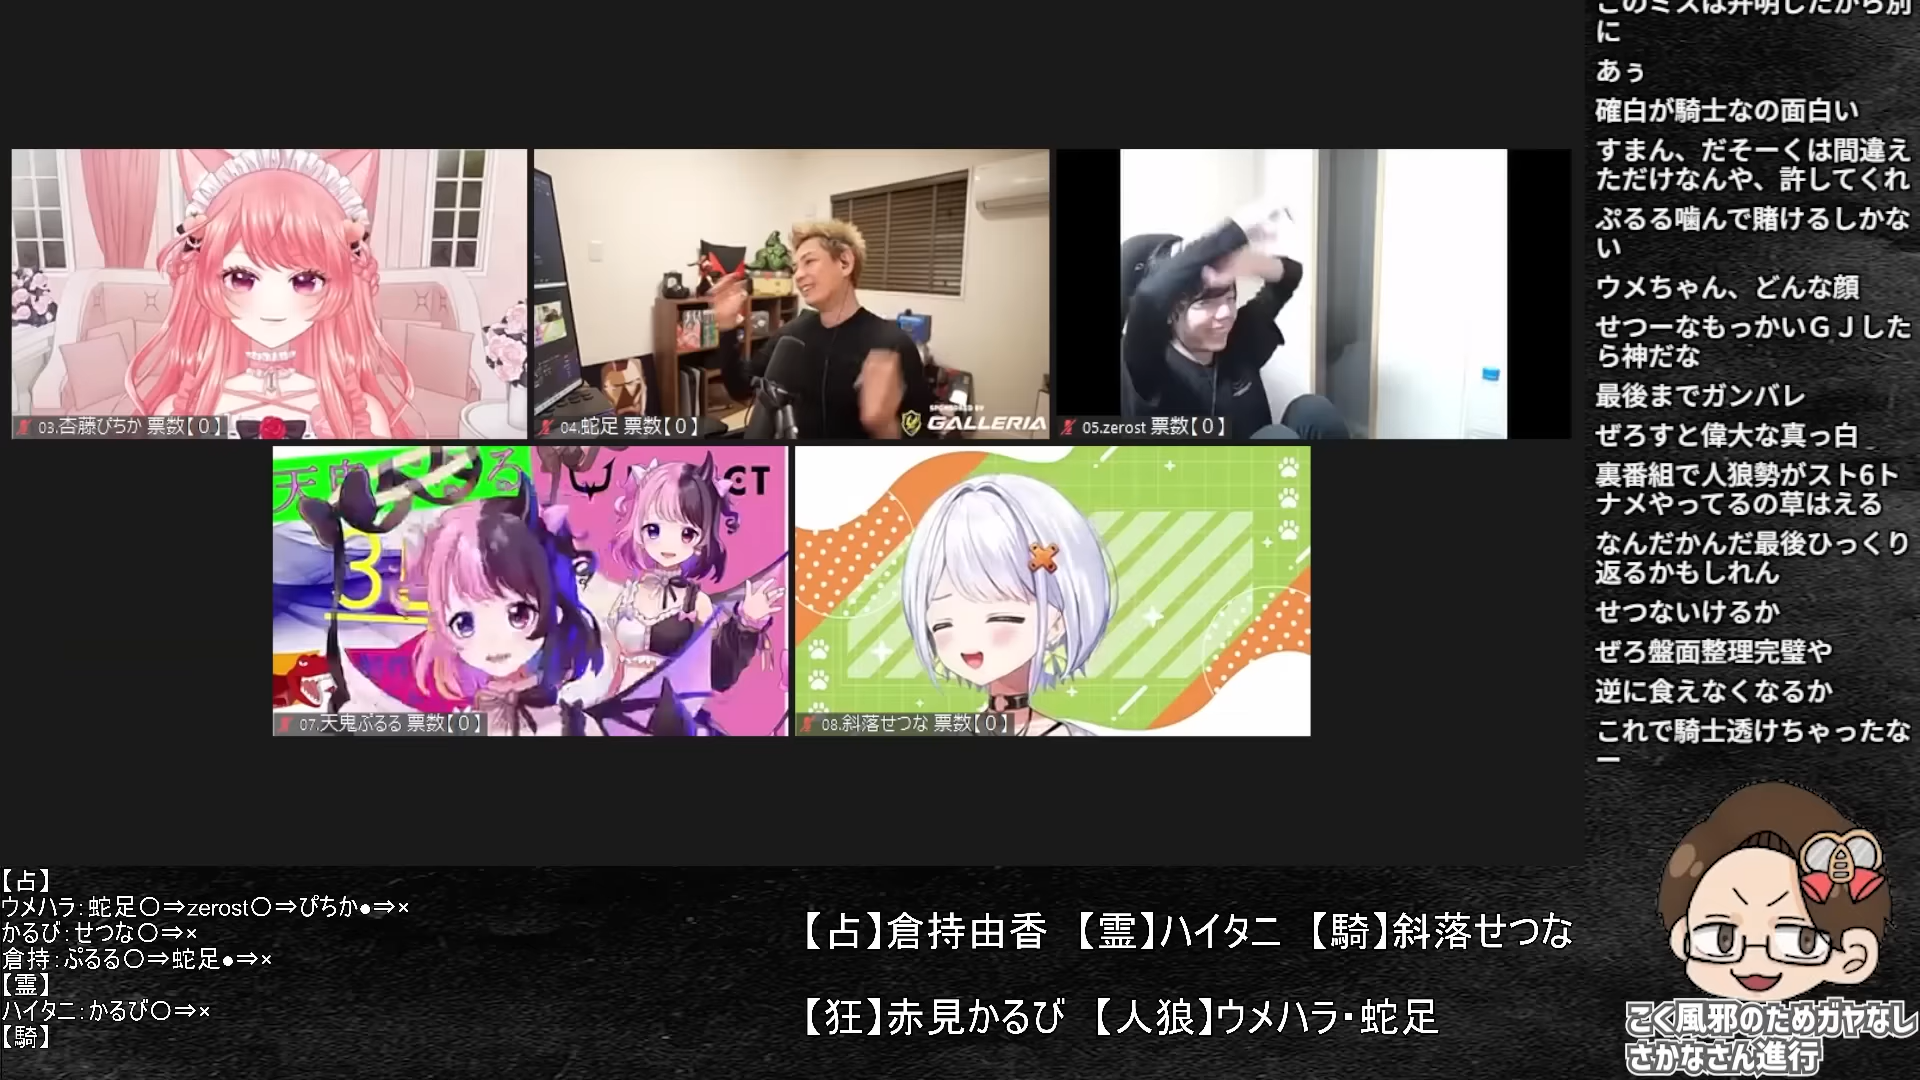 このミスは弁明したから別
に
あぅ
確白が騎士なの面白い
すまん、だそーくは間違え
ただけなんや、許してくれ
ぷるる噛んで賭けるしかな
い
ウメちゃん、どんな顔
せつーなもっかいＧＪした
ら神だな
最後までガンバレ
ぜろすと偉大な真っ白
裏番組で人狼勢がスト6ト
ナメやってるの草はえる
なんだかんだ最後ひっくり
返るかもしれん
せつないけるか
ぜろ盤面整理完璧や
逆に食えなくなるか
これで騎士透けちゃったな
ー
03.杏藤ぴちか 票数【０】
04.蛇足 票数【０】
SPONSORED BY
GALLERIA
05.zerost 票数【０】
07.天鬼ぷるる 票数【０】
08.斜落せつな 票数【０】
【占】
ウメハラ：蛇足〇⇒zerost〇⇒ぴちか●⇒×
かるび：せつな〇⇒×
倉持：ぷるる〇⇒蛇足●⇒×
【霊】
ハイタニ：かるび〇⇒×
【騎】
【占】倉持由香 【霊】ハイタニ 【騎】斜落せつな
【狂】赤見かるび 【人狼】ウメハラ・蛇足
こく風邪のためガヤなし
さかなさん進行